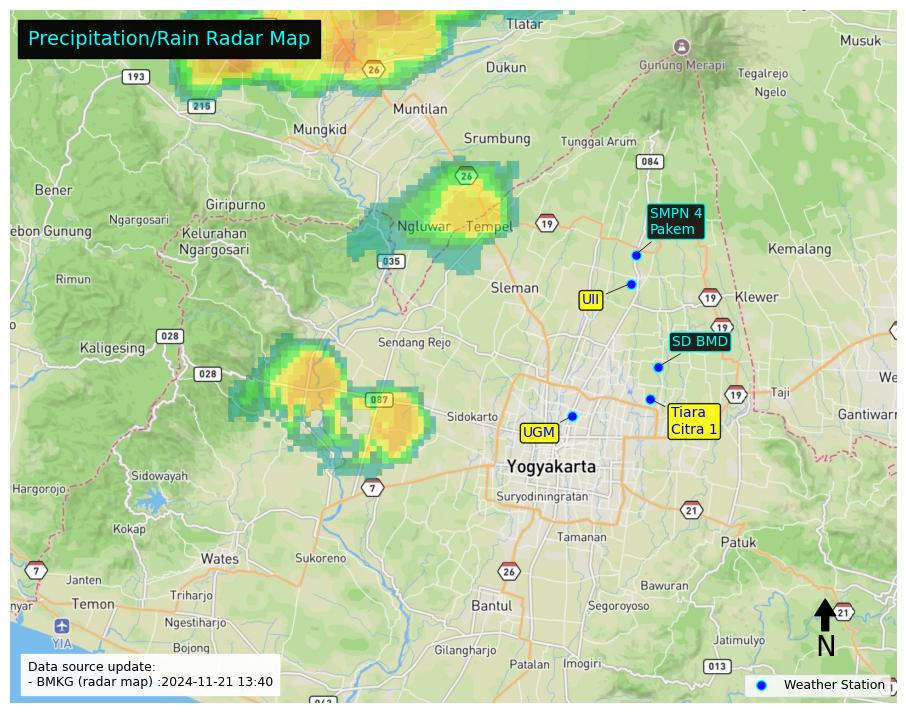 Precipitation/Rain Radar Map
Tlatar
Musuk
26
Dukun
Gunung Merapi
193
Tegalrejo
Ngelo
215
Muntilan
Mungkid
Srumbung
Tunggal Arum
084
26
Bener
Giripurno
SMPN 4
Pakem
Ngargosari
Ngluwar
Tempel
19
ebon Gunung
Kelurahan
Ngargosari
Kemalang
035
Rimun
Sleman
UII
19
Klewer
028
19
Kaligesing
Sendang Rejo
SD BMD
028
We
087
19
Taji
Sidokarto
Tiara
Citra 1
Gantiwarn
UGM
Yogyakarta
Sidowayah
Hargorojo
7
Suryodiningratan
21
Kokap
Tamanan
Patuk
Wates
Sukoreno
7
26
Janten
Bawuran
Triharjo
nyar
Temon
Bantul
Segoroyoso
21
Ngestiharjo
YIA
Jatimulyo
N
Bojong
Gilangharjo
Patalan
Imogiri
013
Data source update:
- BMKG (radar map) :2024-11-21 13:40
Weather Station